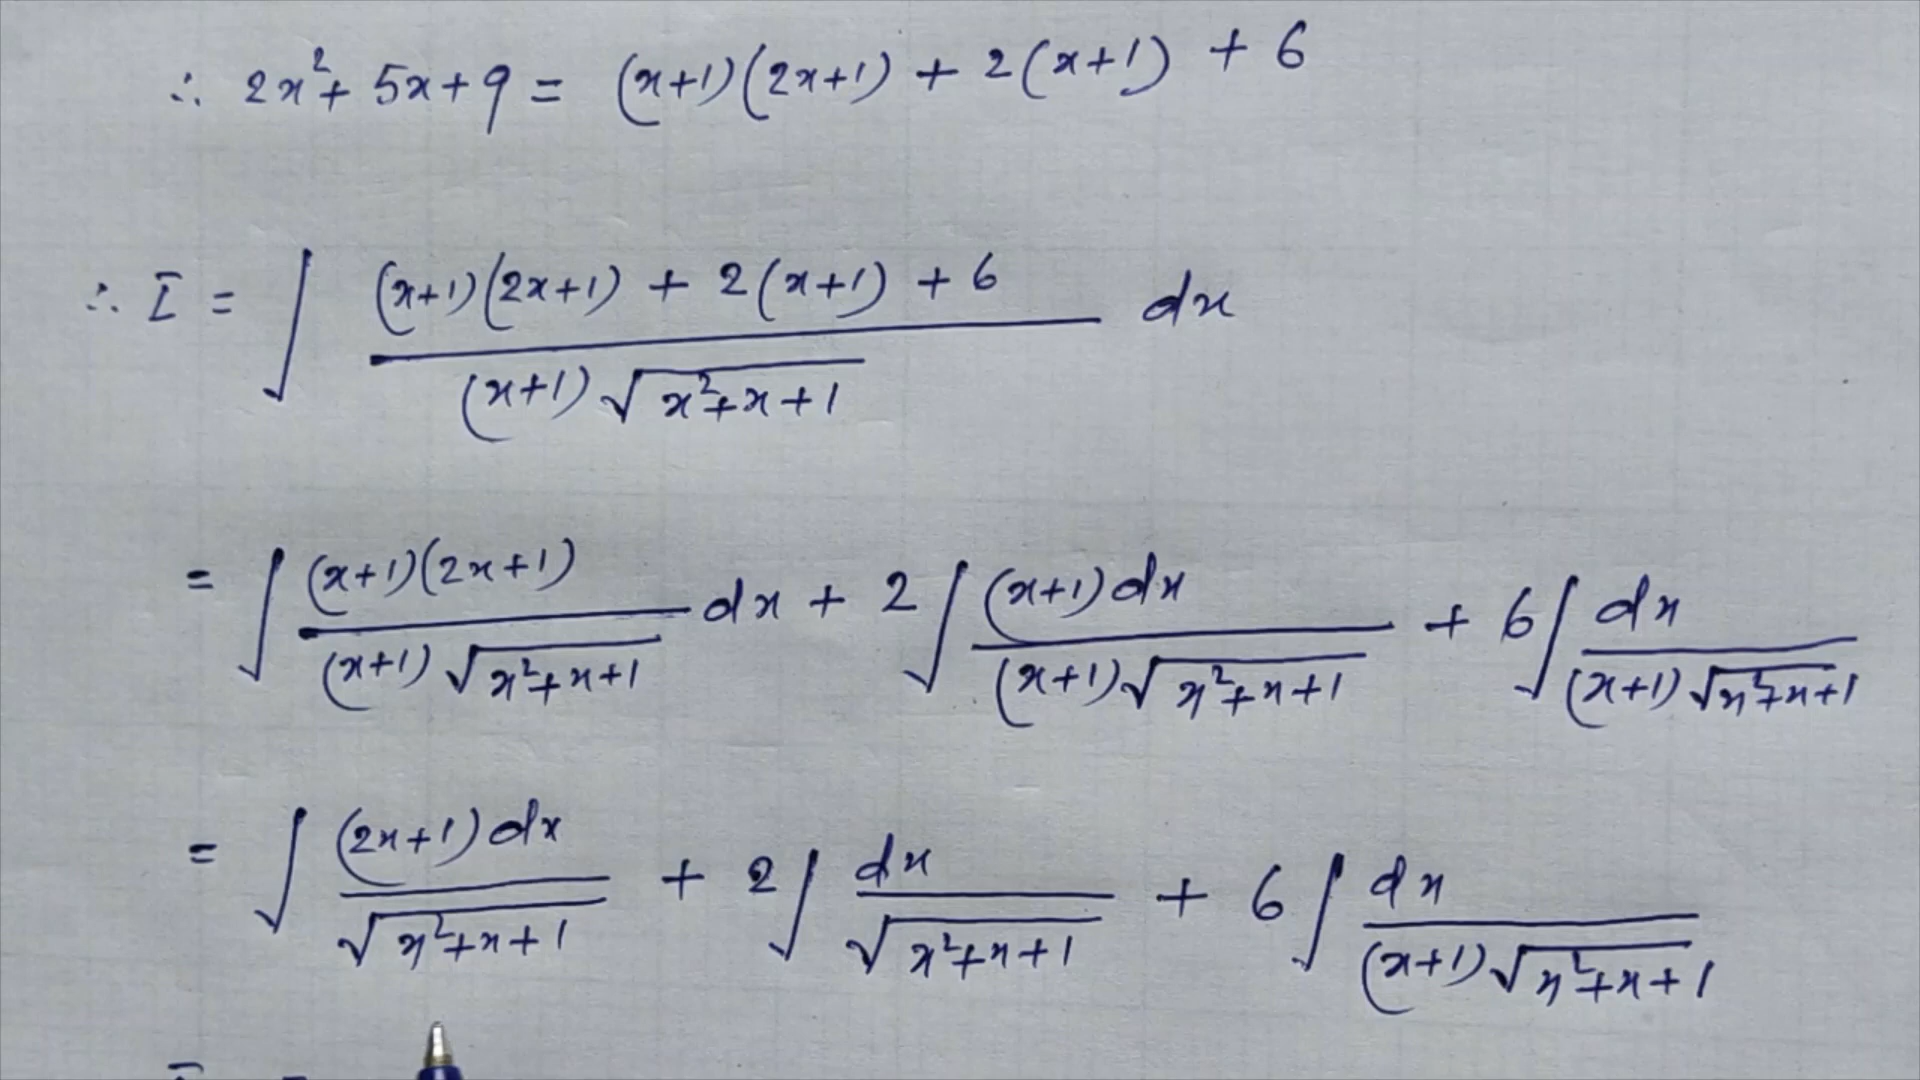 ∴ 2x² + 5x + 9 = (x+1)(2x+1) + 2(x+1) + 6
∴ I = ∫ (x+1)(2x+1) + 2(x+1) + 6 / (x+1)√(x²+x+1) dx
= ∫ (x+1)(2x+1) / (x+1)√(x²+x+1) dx + 2∫ (x+1)dx / (x+1)√(x²+x+1) + 6∫ dx / (x+1)√(x²+x+1)
= ∫ (2x+1)dx / √(x²+x+1) + 2∫ dx / √(x²+x+1) + 6∫ dx / (x+1)√(x²+x+1)